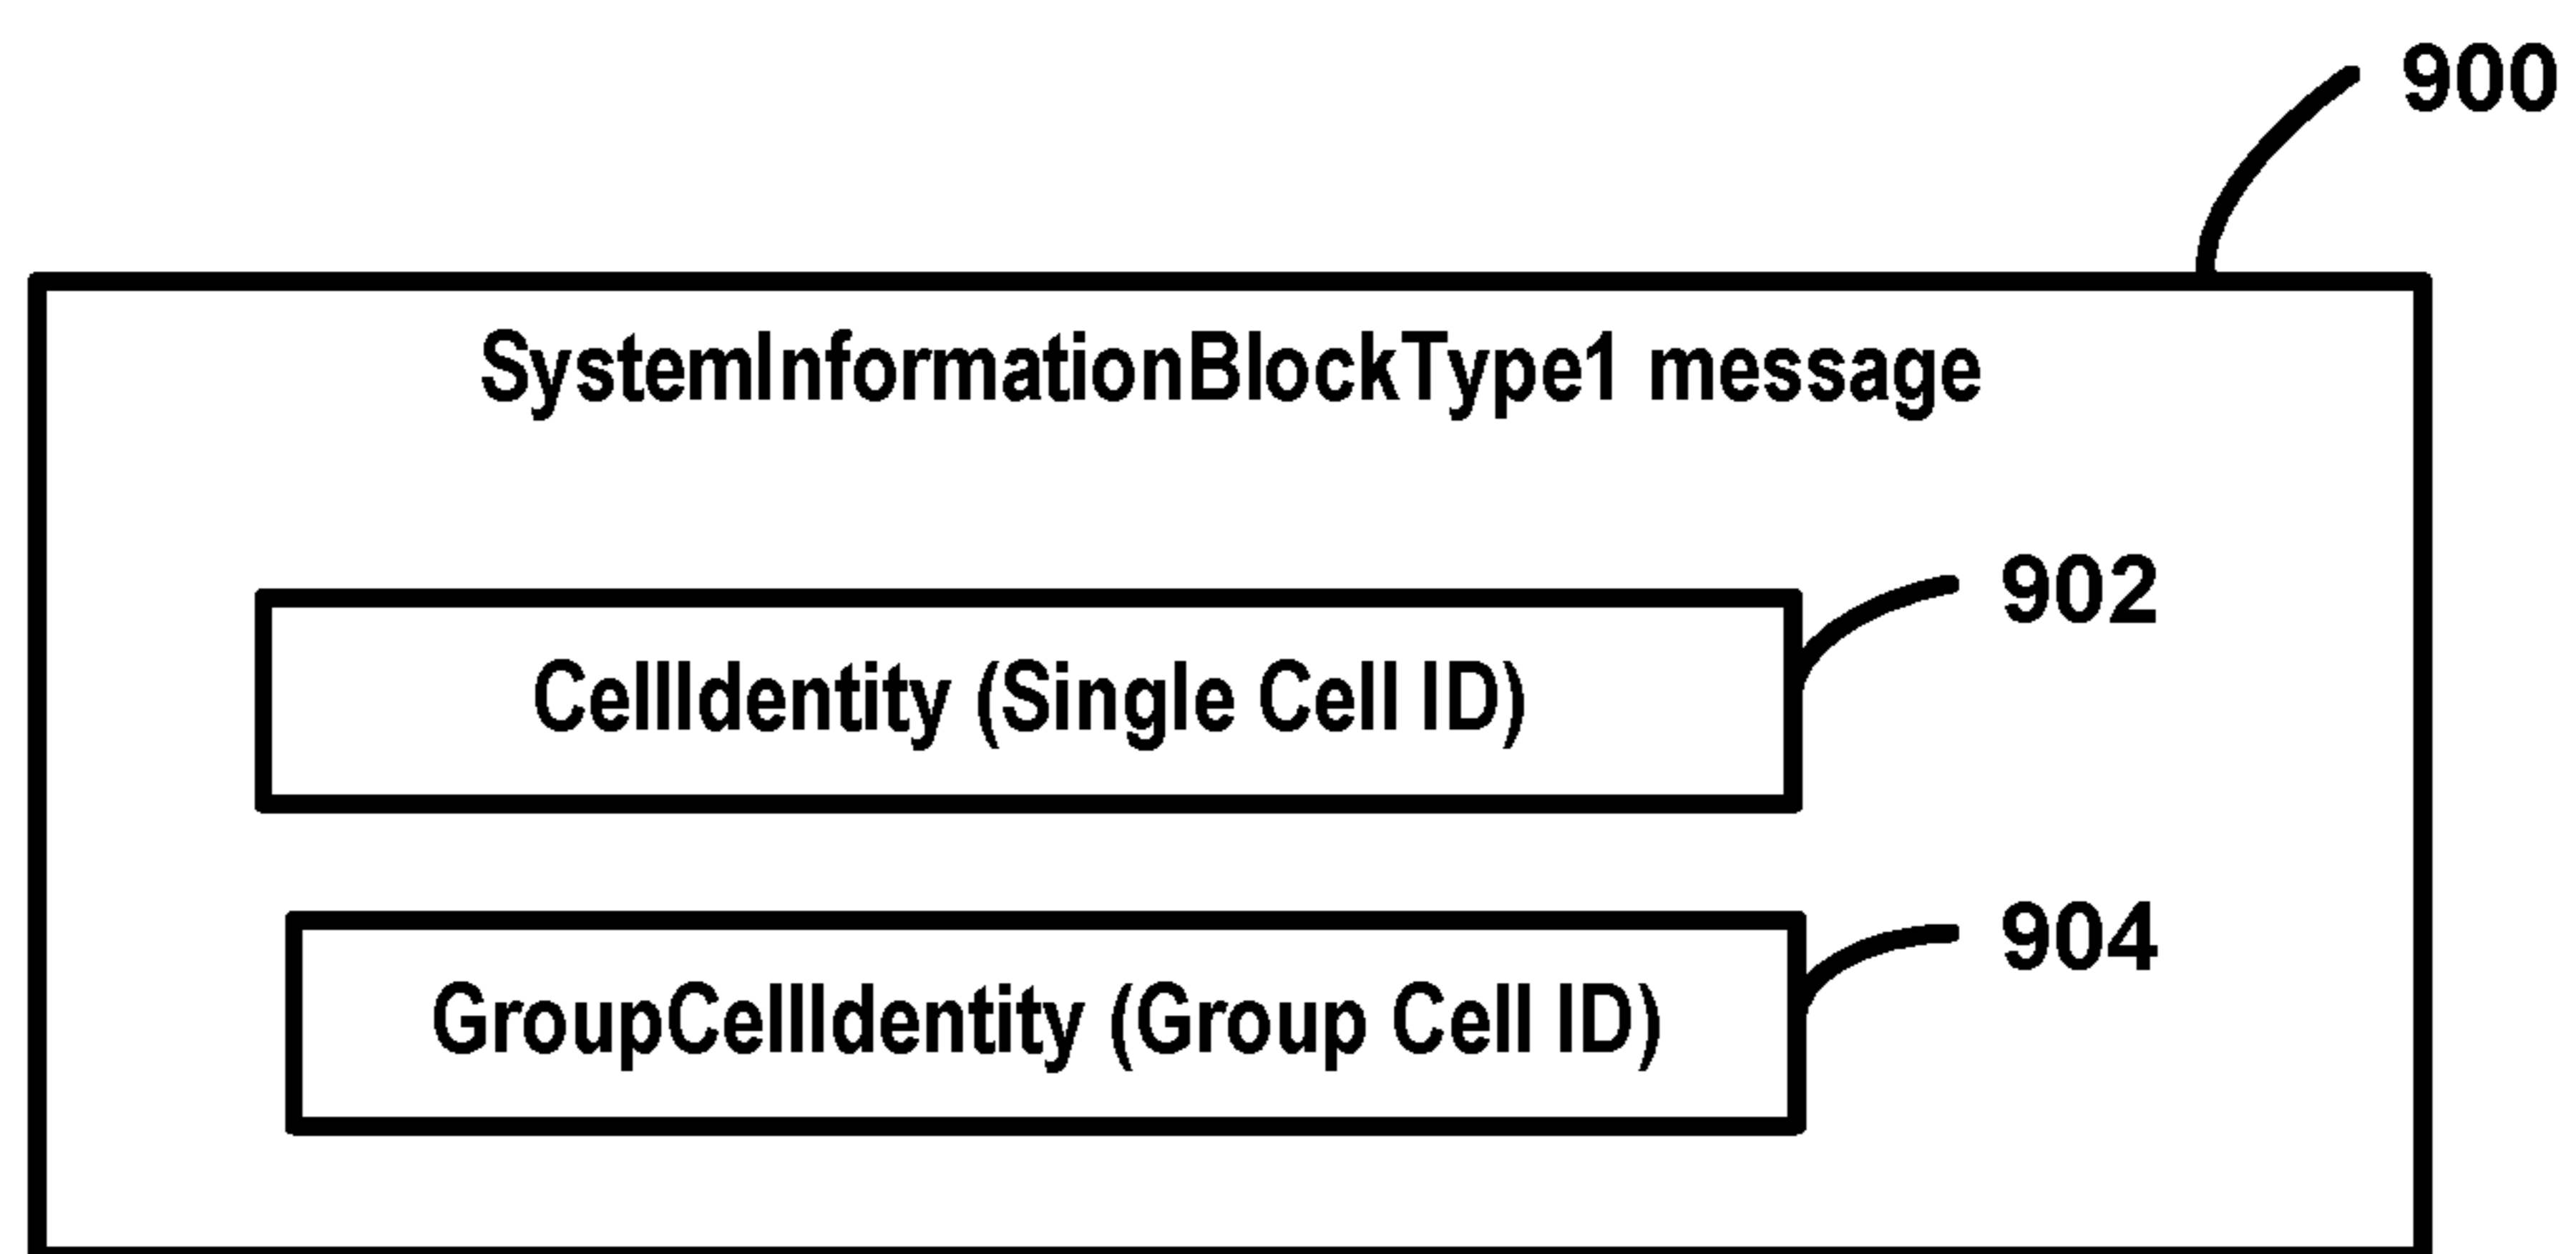 900
SystemInformationBlockType1 message
902
CellIdentity (Single Cell ID)
904
GroupCellIdentity (Group Cell ID)